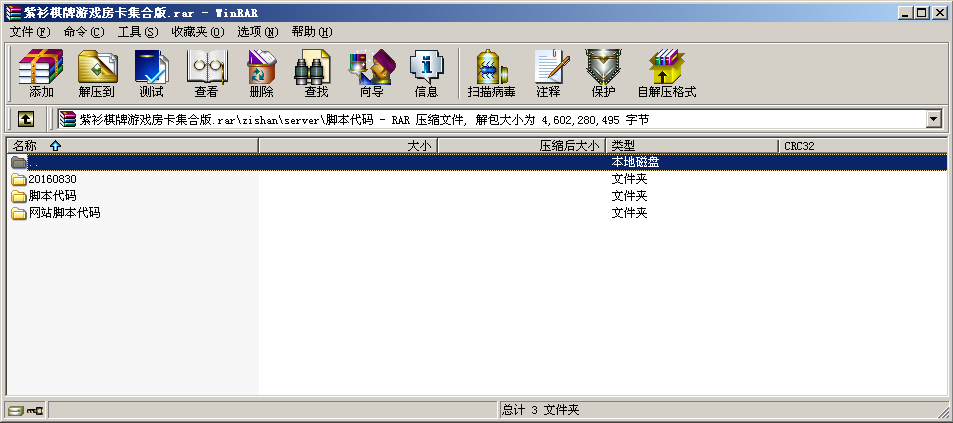 紫衫棋牌游戏房卡集合版.rar - WinRAR
文件(F) 命令(C) 工具(S) 收藏夹(O) 选项(N) 帮助(H)
添加 解压到 测试 查看 删除 查找 向导 信息 扫描病毒 注释 保护 自解压格式
紫衫棋牌游戏房卡集合版.rar\zishan\server\脚本代码 - RAR 压缩文件, 解包大小为 4,602,280,495 字节
名称 大小 压缩后大小 类型 CRC32
.. 本地磁盘
20160830 文件夹
脚本代码 文件夹
网站脚本代码 文件夹
总计 3 文件夹